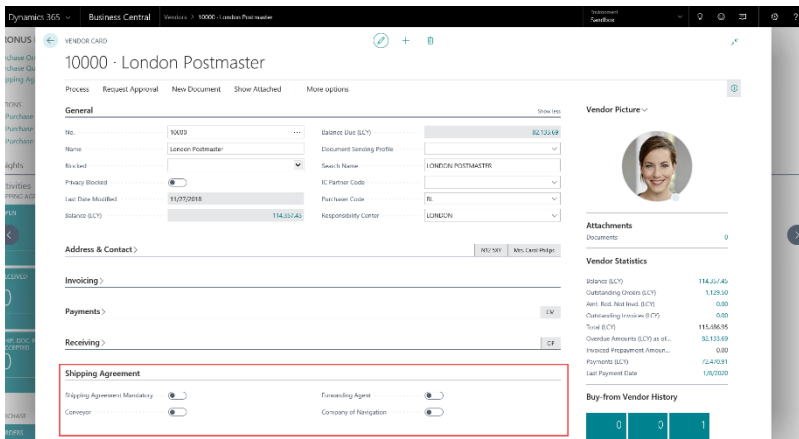 Dynamics 365 Business Central Vendors > 10000 · London Postmaster Environment Sandbox ?
VENDOR CARD
10000 · London Postmaster
Process Request Approval New Document Show Attached More options
General Show less
No. 10000 ...
Name London Postmaster
Blocked
Privacy Blocked
Last Date Modified 11/27/2018
Balance (LCY) 114,357.45
Balance Due (LCY) 82,133.69
Document Sending Profile
Search Name LONDON POSTMASTER
IC Partner Code
Purchaser Code RL
Responsibility Center LONDON
Address & Contact > N12 5XY Mrs. Carol Philips
Invoicing >
Payments >
Receiving > CIF
Shipping Agreement
Shipping Agreement Mandatory
Conveyor
Forwarding Agent
Company of Navigation
Vendor Picture
Attachments
Documents 0
Vendor Statistics
Balance (LCY) 114,357.45
Outstanding Orders (LCY) 1,129.50
Amt. Rcd. Not Invd. (LCY) 0.00
Outstanding Invoices (LCY) 0.00
Total (LCY) 115,486.95
Overdue Amounts (LCY) as of... 82,133.69
Invoiced Prepayment Amoun... 0.00
Payments (LCY) 72,470.91
Last Payment Date 1/8/2020
Buy-from Vendor History
0 0 1